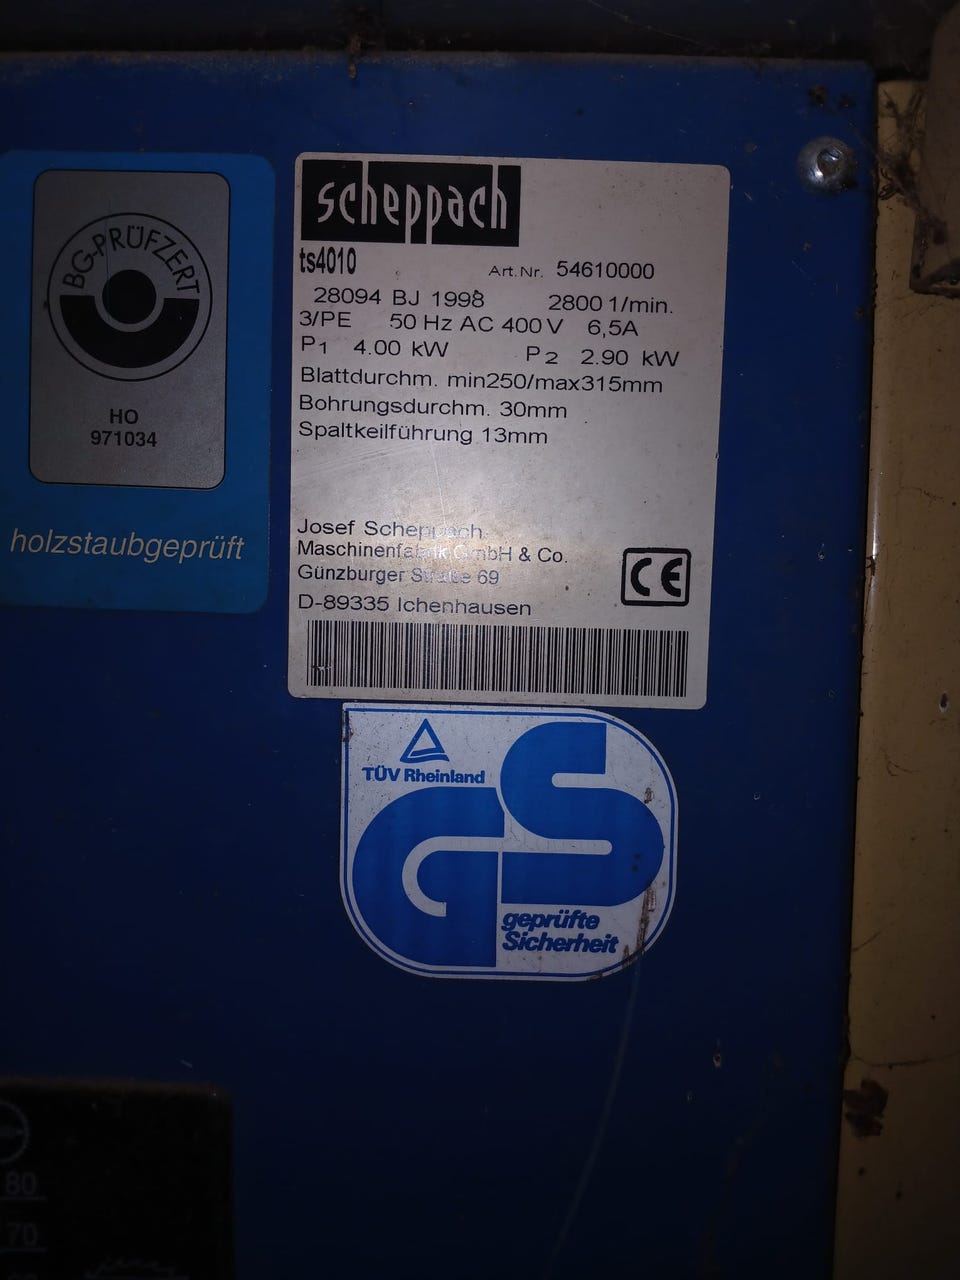 BG-PRÜFZERT
HO
971034
holzstaubgeprüft
scheppach
ts4010 Art.Nr. 54610000
28094 BJ 1998 2800 1/min.
3/PE 50 Hz AC 400 V 6,5A
P1 4.00 kW P2 2.90 kW
Blattdurchm. min250/max315mm
Bohrungsdurchm. 30mm
Spaltkeilführung 13mm
Josef Scheppach
Maschinenfabrik GmbH & Co.
Günzburger Straße 69
D-89335 Ichenhausen
CE
TÜV Rheinland
GS
geprüfte
Sicherheit
80
70